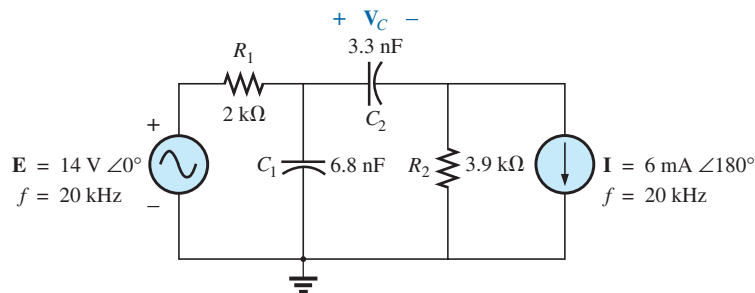 + V_C −
3.3 nF
R_1
2 kΩ
C_2
+
E = 14 V ∠0°
f = 20 kHz
−
C_1
6.8 nF
R_2
3.9 kΩ
I = 6 mA ∠180°
f = 20 kHz